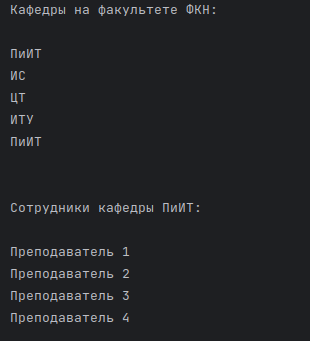 Кафедры на факультете ФКН:
ПиИТ
ИС
ЦТ
ИТУ
ПиИТ
Сотрудники кафедры ПиИТ:
Преподаватель 1
Преподаватель 2
Преподаватель 3
Преподаватель 4